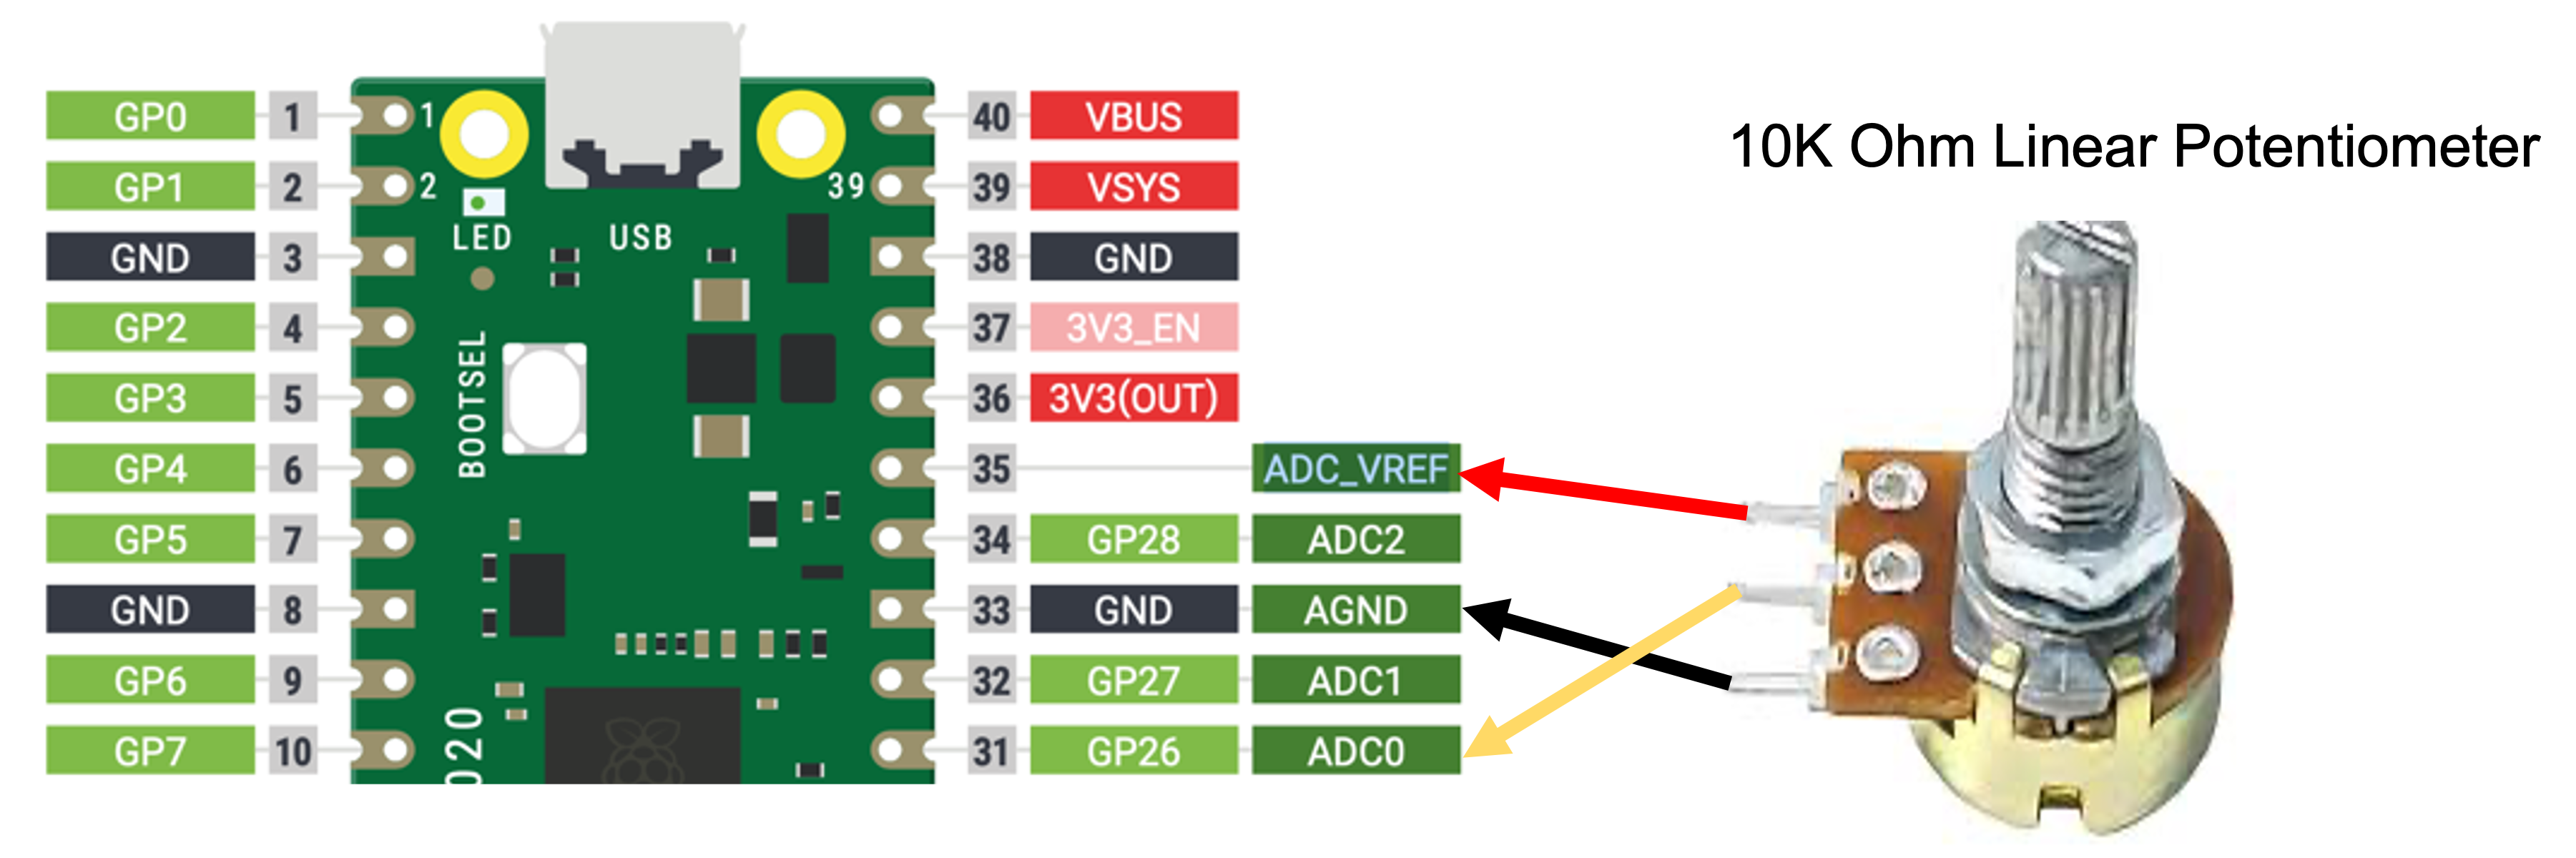 GP0 1 1 40 VBUS
10K Ohm Linear Potentiometer
GP1 2 2 39 39 VSYS
LED USB
GND 3 38 GND
GP2 4 37 3V3_EN
BOOTSEL
GP3 5 36 3V3(OUT)
GP4 6 35 ADC_VREF
GP5 7 34 GP28 ADC2
GND 8 33 GND AGND
GP6 9 32 GP27 ADC1
020
GP7 10 31 GP26 ADC0